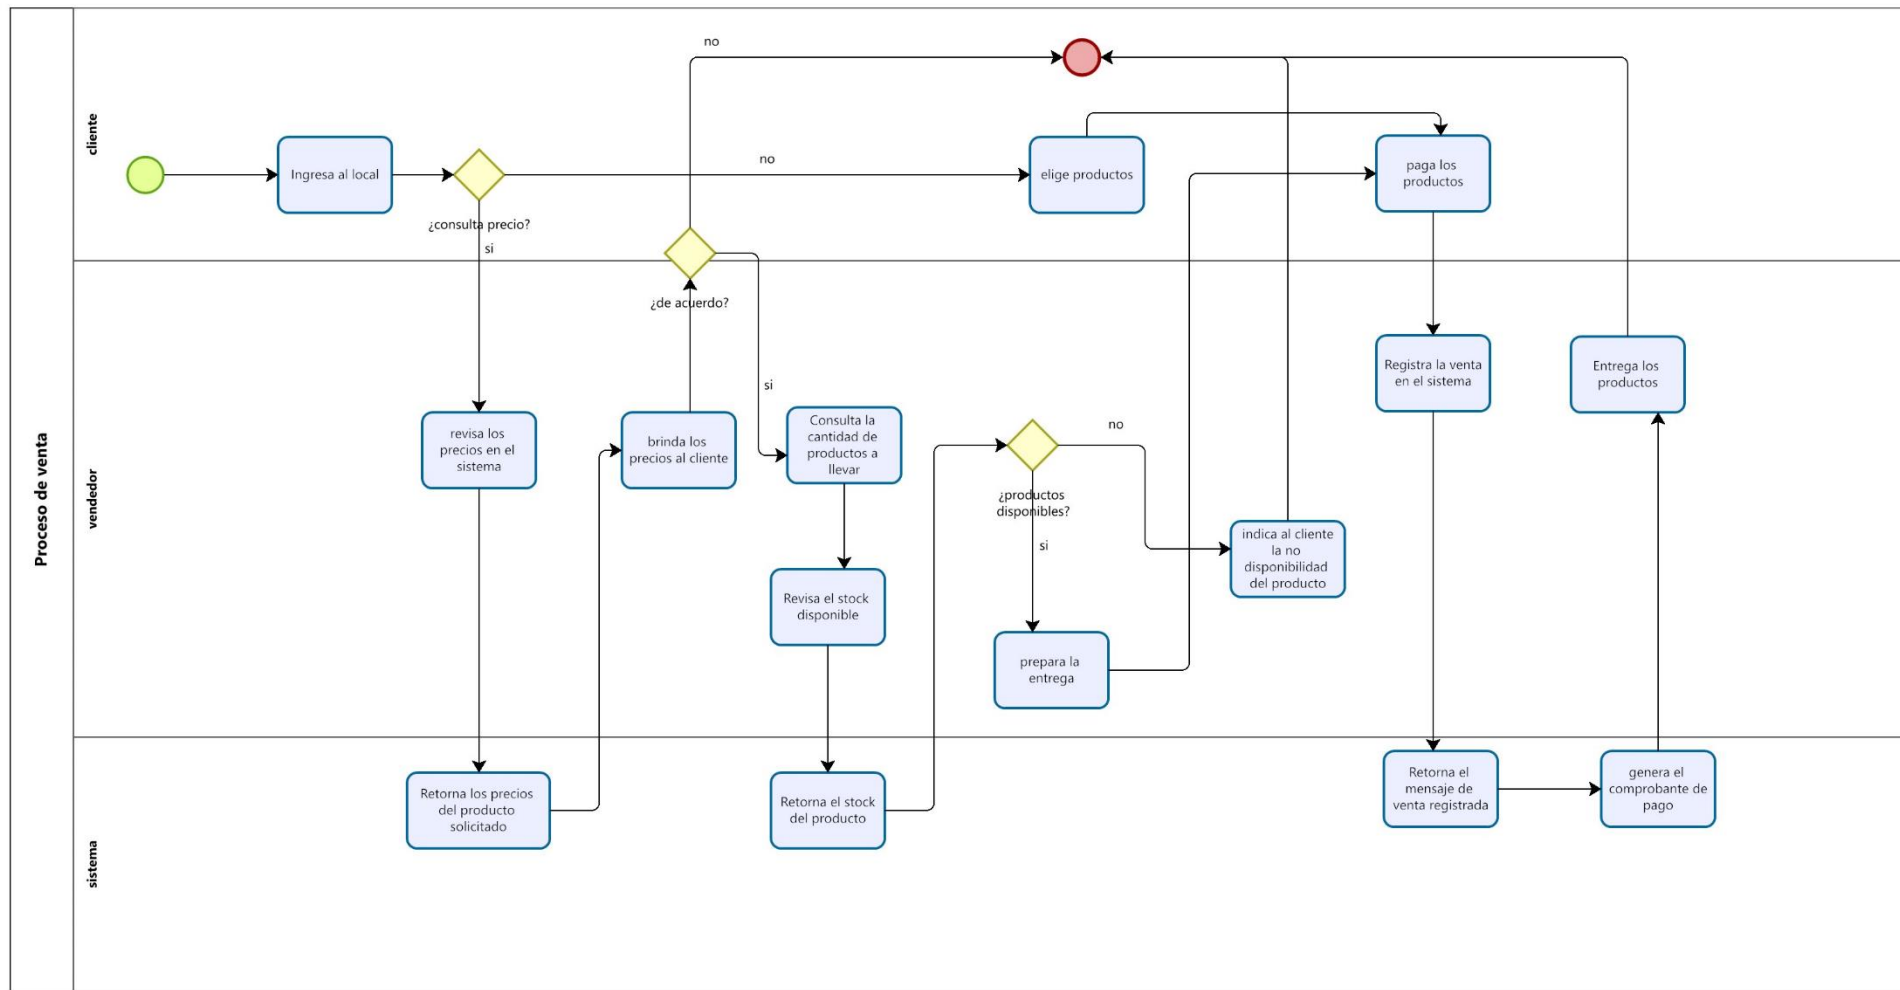 Proceso de venta
cliente
vendedor
sistema
no
Ingresa al local
¿consulta precio?
si
no
elige productos
paga los
productos
¿de acuerdo?
si
revisa los
precios en el
sistema
brinda los
precios al cliente
Consulta la
cantidad de
productos a
llevar
¿productos
disponibles?
no
si
indica al cliente
la no
disponibilidad
del producto
Registra la venta
en el sistema
Entrega los
productos
Revisa el stock
disponible
prepara la
entrega
Retorna los precios
del producto
solicitado
Retorna el stock
del producto
Retorna el
mensaje de
venta registrada
genera el
comprobante de
pago